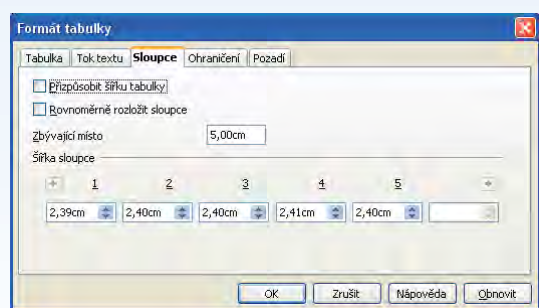 Formát tabulky
Tabulka Tok textu Sloupce Ohraničení Pozadí
Přizpůsobit šířku tabulky
Rovnoměrně rozložit sloupce
Zbývající místo 5,00cm
Šířka sloupce
1 2 3 4 5
2,39cm 2,40cm 2,40cm 2,41cm 2,40cm
OK Zrušit Nápověda Obnovit